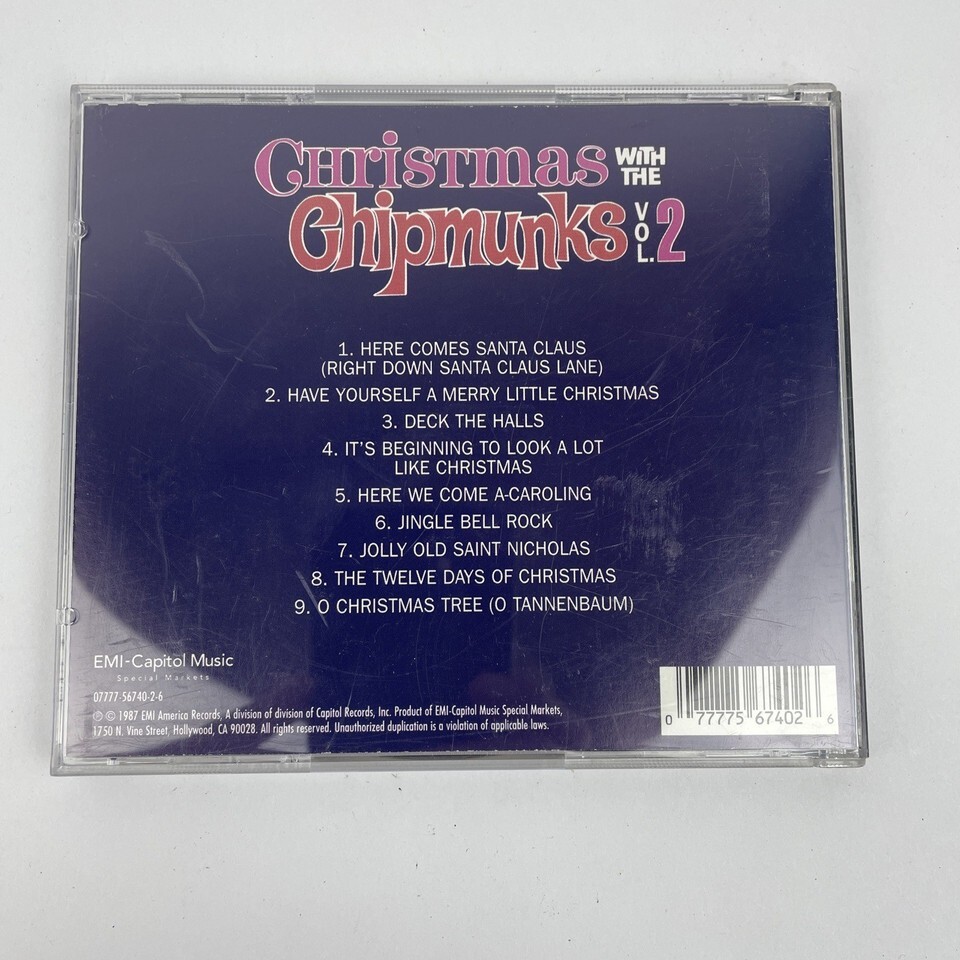 Christmas WITH THE
Chipmunks VOL. 2
1. HERE COMES SANTA CLAUS
(RIGHT DOWN SANTA CLAUS LANE)
2. HAVE YOURSELF A MERRY LITTLE CHRISTMAS
3. DECK THE HALLS
4. IT'S BEGINNING TO LOOK A LOT
LIKE CHRISTMAS
5. HERE WE COME A-CAROLING
6. JINGLE BELL ROCK
7. JOLLY OLD SAINT NICHOLAS
8. THE TWELVE DAYS OF CHRISTMAS
9. O CHRISTMAS TREE (O TANNENBAUM)
EMI-Capitol Music
Special Markets
07777-56740-2-6
℗ © 1987 EMI America Records, A division of division of Capitol Records, Inc. Product of EMI-Capitol Music Special Markets,
1750 N. Vine Street, Hollywood, CA 90028. All rights reserved. Unauthorized duplication is a violation of applicable laws.
0 77775 67402 6